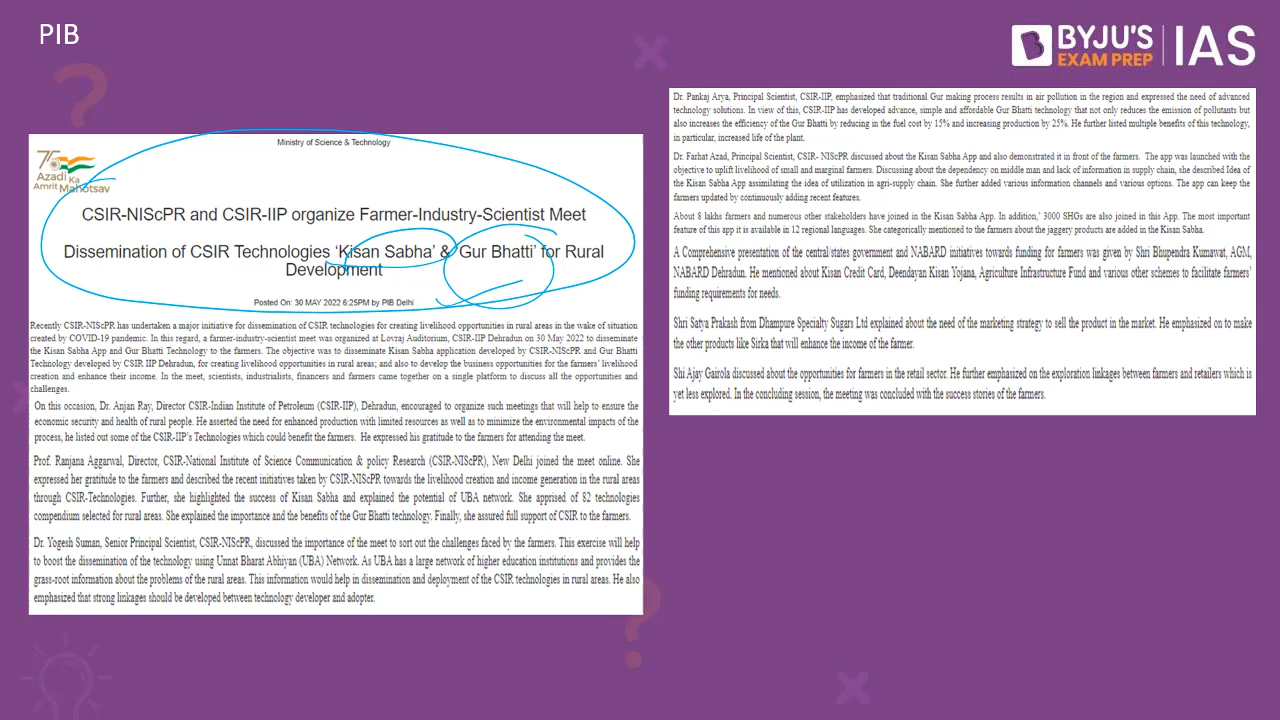 PIB
BYJU'S
EXAM PREP
IAS
Ministry of Science & Technology
75
Azadi Ka
Amrit Mahotsav
CSIR-NIScPR and CSIR-IIP organize Farmer-Industry-Scientist Meet
Dissemination of CSIR Technologies 'Kisan Sabha' & 'Gur Bhatti' for Rural
Development
Posted On: 30 MAY 2022 6:25PM by PIB Delhi
Recently CSIR-NIScPR has undertaken a major initiative for dissemination of CSIR technologies for creating livelihood opportunities in rural areas in the wake of situation
created by COVID-19 pandemic. In this regard, a farmer-industry-scientist meet was organized at Lovraj Auditorium, CSIR-IIP Dehradun on 30 May 2022 to disseminate
the Kisan Sabha App and Gur Bhatti Technology to the farmers. The objective was to disseminate Kisan Sabha application developed by CSIR-NIScPR and Gur Bhatti
Technology developed by CSIR IIP Dehradun, for creating livelihood opportunities in rural areas; and also to develop the business opportunities for the farmers' livelihood
creation and enhance their income. In the meet, scientists, industrialists, financers and farmers came together on a single platform to discuss all the opportunities and
challenges.
On this occasion, Dr. Anjan Ray, Director CSIR-Indian Institute of Petroleum (CSIR-IIP), Dehradun, encouraged to organize such meetings that will help to ensure the
economic security and health of rural people. He asserted the need for enhanced production with limited resources as well as to minimize the environmental impacts of the
process, he listed out some of the CSIR-IIP's Technologies which could benefit the farmers. He expressed his gratitude to the farmers for attending the meet.
Prof. Ranjana Aggarwal, Director, CSIR-National Institute of Science Communication & policy Research (CSIR-NIScPR), New Delhi joined the meet online. She
expressed her gratitude to the farmers and described the recent initiatives taken by CSIR-NIScPR towards the livelihood creation and income generation in the rural areas
through CSIR-Technologies. Further, she highlighted the success of Kisan Sabha and explained the potential of UBA network. She apprised of 82 technologies
compendium selected for rural areas. She explained the importance and the benefits of the Gur Bhatti technology. Finally, she assured full support of CSIR to the farmers.
Dr. Yogesh Suman, Senior Principal Scientist, CSIR-NIScPR, discussed the importance of the meet to sort out the challenges faced by the farmers. This exercise will help
to boost the dissemination of the technology using Unnat Bharat Abhiyan (UBA) Network. As UBA has a large network of higher education institutions and provides the
grass-root information about the problems of the rural areas. This information would help in dissemination and deployment of the CSIR technologies in rural areas. He also
emphasized that strong linkages should be developed between technology developer and adopter.
Dr. Pankaj Arya, Principal Scientist, CSIR-IIP, emphasized that traditional Gur making process results in air pollution in the region and expressed the need of advanced
technology solutions. In view of this, CSIR-IIP has developed advance, simple and affordable Gur Bhatti technology that not only reduces the emission of pollutants but
also increases the efficiency of the Gur Bhatti by reducing in the fuel cost by 15% and increasing production by 25%. He further listed multiple benefits of this technology,
in particular, increased life of the plant.
Dr. Farhat Azad, Principal Scientist, CSIR- NIScPR discussed about the Kisan Sabha App and also demonstrated it in front of the farmers. The app was launched with the
objective to uplift livelihood of small and marginal farmers. Discussing about the dependency on middle man and lack of information in supply chain, she described Idea of
the Kisan Sabha App assimilating the idea of utilization in agri-supply chain. She further added various information channels and various options. The app can keep the
farmers updated by continuously adding recent features.
About 8 lakhs farmers and numerous other stakeholders have joined in the Kisan Sabha App. In addition,' 3000 SHGs are also joined in this App. The most important
feature of this app it is available in 12 regional languages. She categorically mentioned to the farmers about the jaggery products are added in the Kisan Sabha.
A Comprehensive presentation of the central/states government and NABARD initiatives towards funding for farmers was given by Shri Bhupendra Kumawat, AGM,
NABARD Dehradun. He mentioned about Kisan Credit Card, Deendayan Kisan Yojana, Agriculture Infrastructure Fund and various other schemes to facilitate farmers'
funding requirements for needs.
Shri Satya Prakash from Dhampure Specialty Sugars Ltd explained about the need of the marketing strategy to sell the product in the market. He emphasized on to make
the other products like Sirka that will enhance the income of the farmer.
Shi Ajay Gairola discussed about the opportunities for farmers in the retail sector. He further emphasized on the exploration linkages between farmers and retailers which is
yet less explored. In the concluding session, the meeting was concluded with the success stories of the farmers.